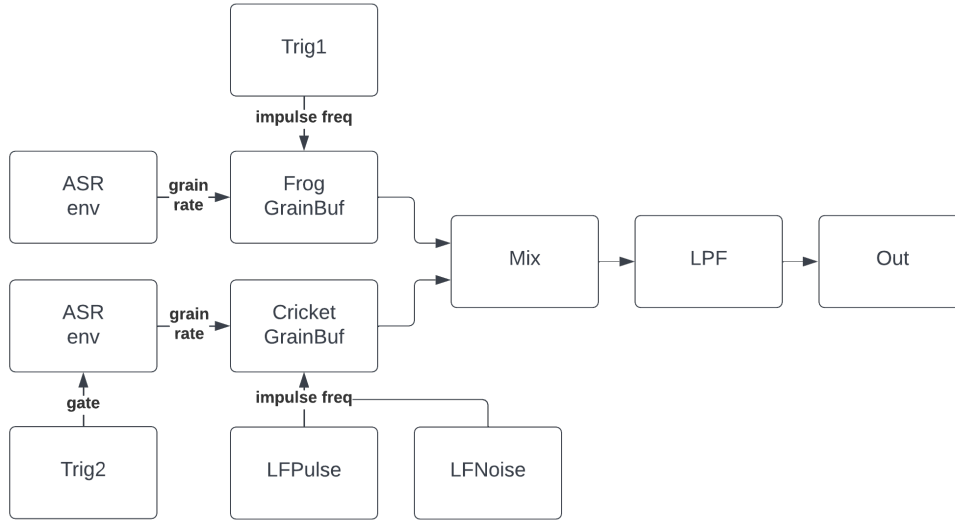 Trig1
impulse freq
ASR
env
grain
rate
Frog
GrainBuf
Mix
LPF
Out
ASR
env
grain
rate
Cricket
GrainBuf
gate
impulse freq
Trig2
LFPulse
LFNoise